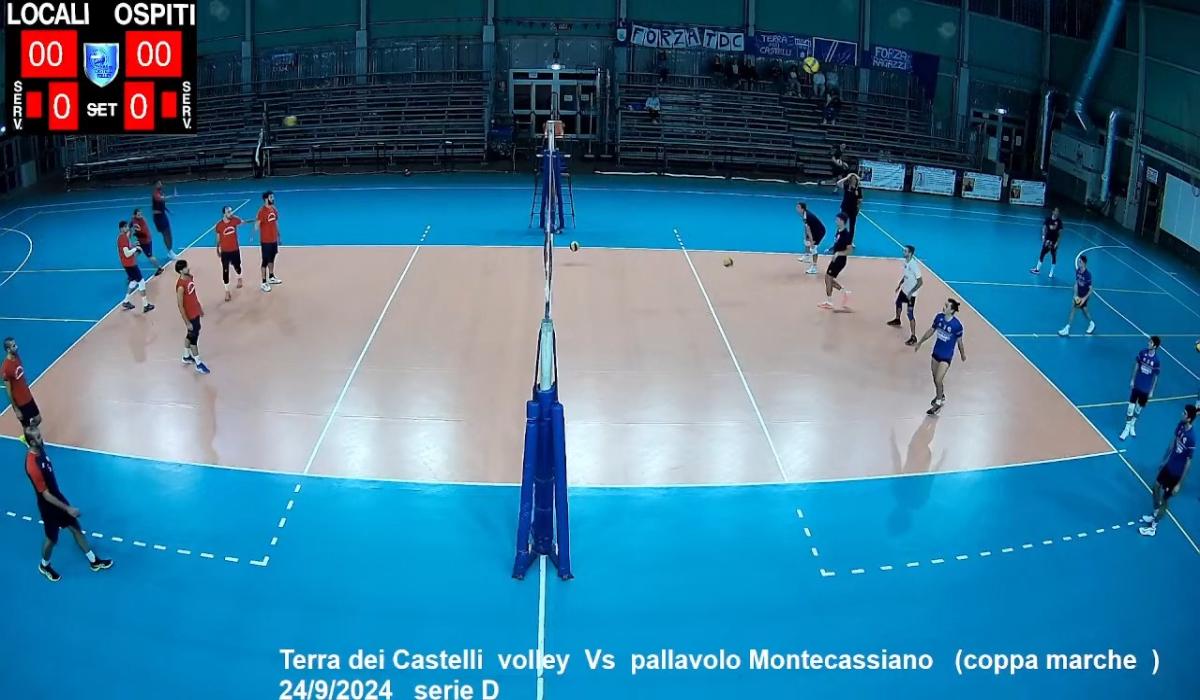 LOCALI OSPITI
00 00
SERV. 0 SET 0 SERV.
FORZA TDC
TERRA DEI
CASTELLI
FORZA
RAGAZZI
Terra dei Castelli volley Vs pallavolo Montecassiano (coppa marche )
24/9/2024 serie D